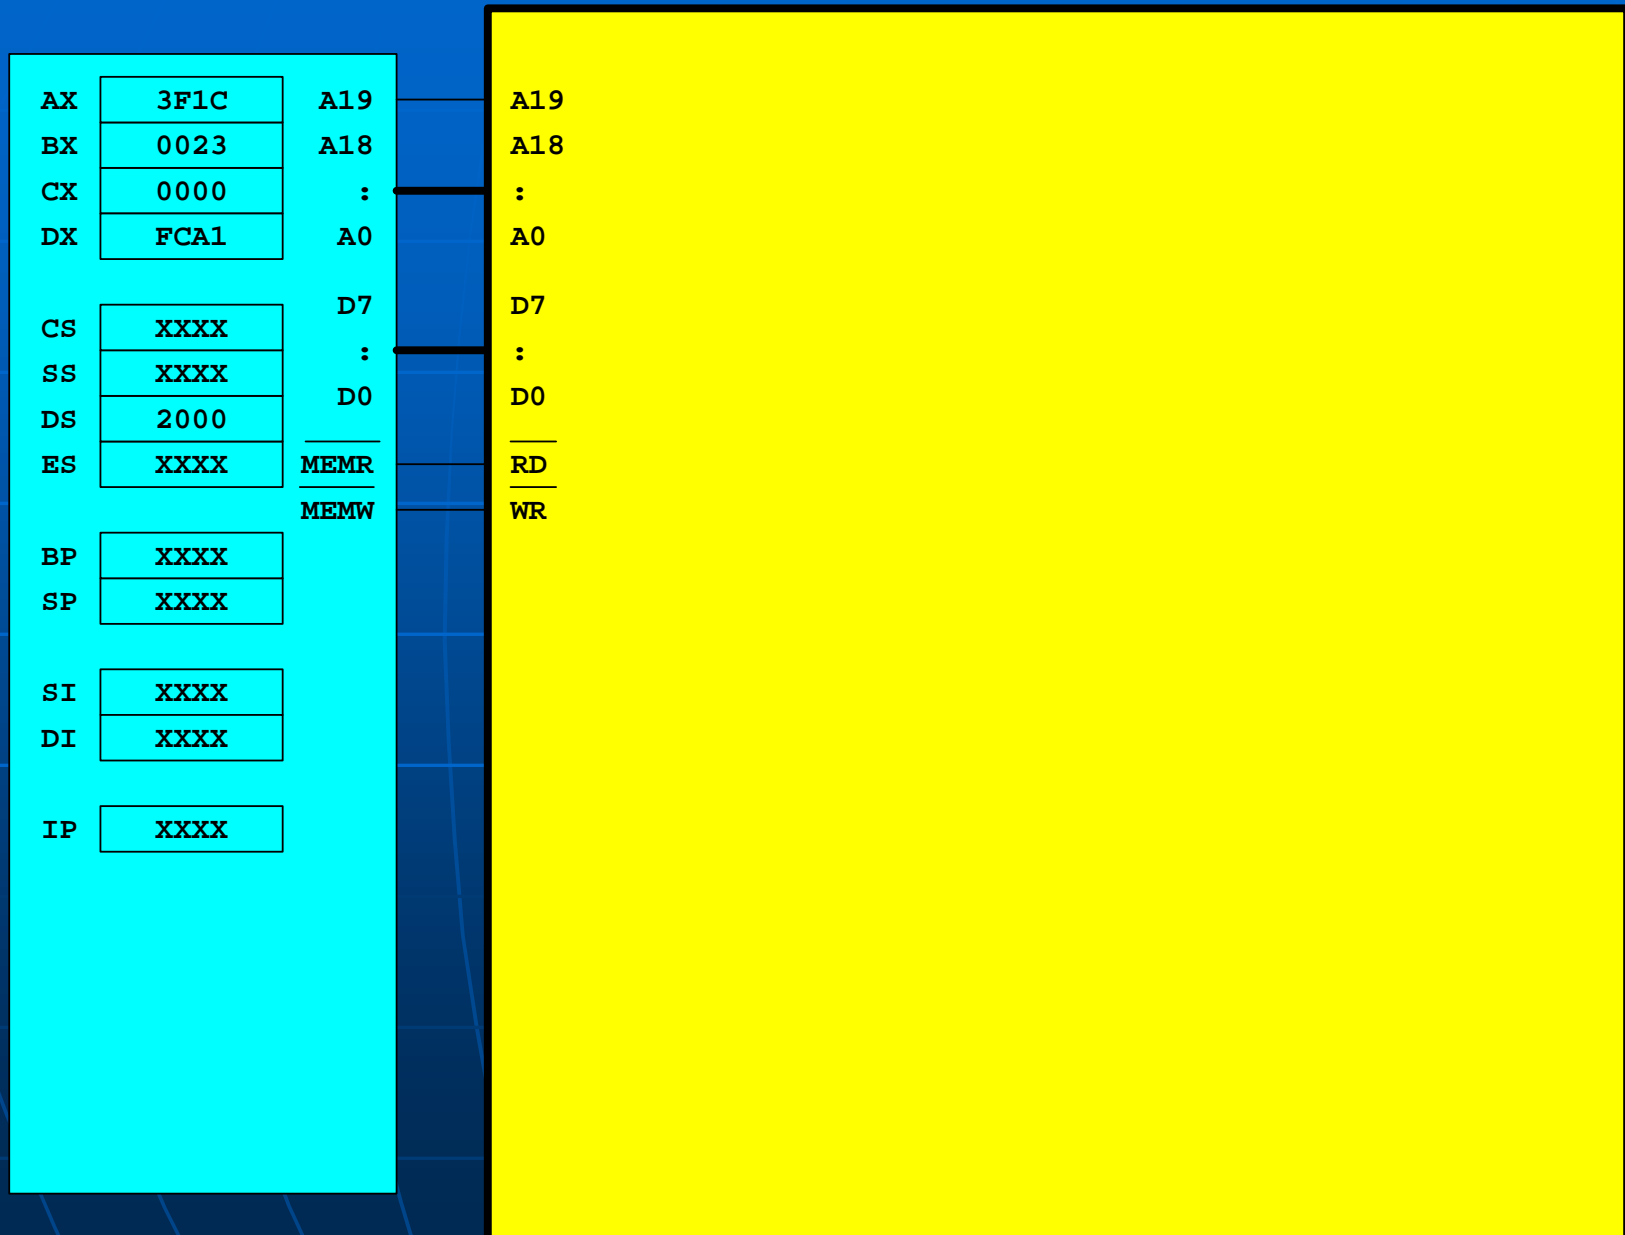 AX 3F1C A19 A19
BX 0023 A18 A18
CX 0000 : :
DX FCA1 A0 A0
D7 D7
CS XXXX
: :
SS XXXX
D0 D0
DS 2000
ES XXXX MEMR RD
MEMW WR
BP XXXX
SP XXXX
SI XXXX
DI XXXX
IP XXXX